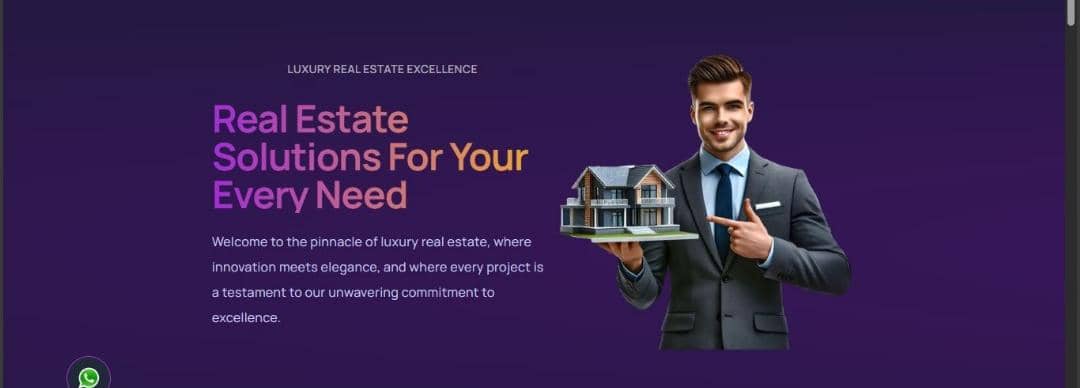 LUXURY REAL ESTATE EXCELLENCE
Real Estate
Solutions For Your
Every Need
Welcome to the pinnacle of luxury real estate, where
innovation meets elegance, and where every project is
a testament to our unwavering commitment to
excellence.